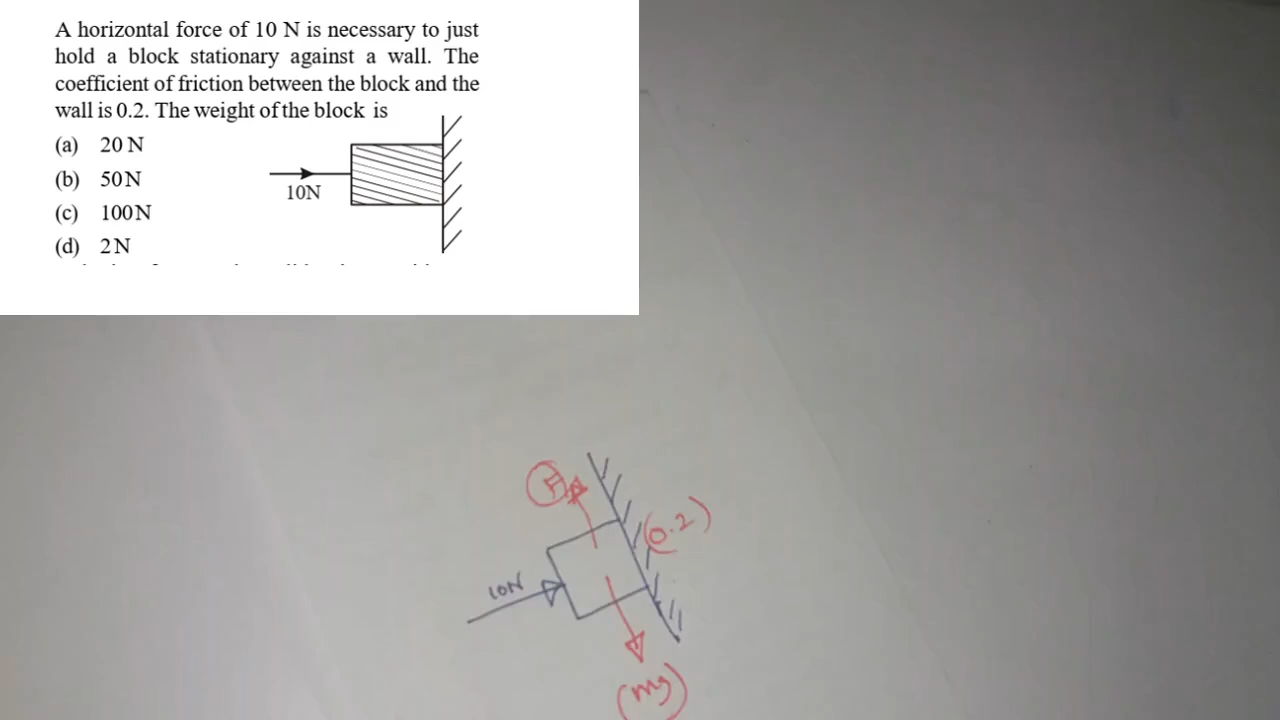 A horizontal force of 10 N is necessary to just
hold a block stationary against a wall. The
coefficient of friction between the block and the
wall is 0.2. The weight of the block is
(a) 20 N
(b) 50 N
(c) 100 N
(d) 2 N
10N
F
(0.2)
10N
(mg)